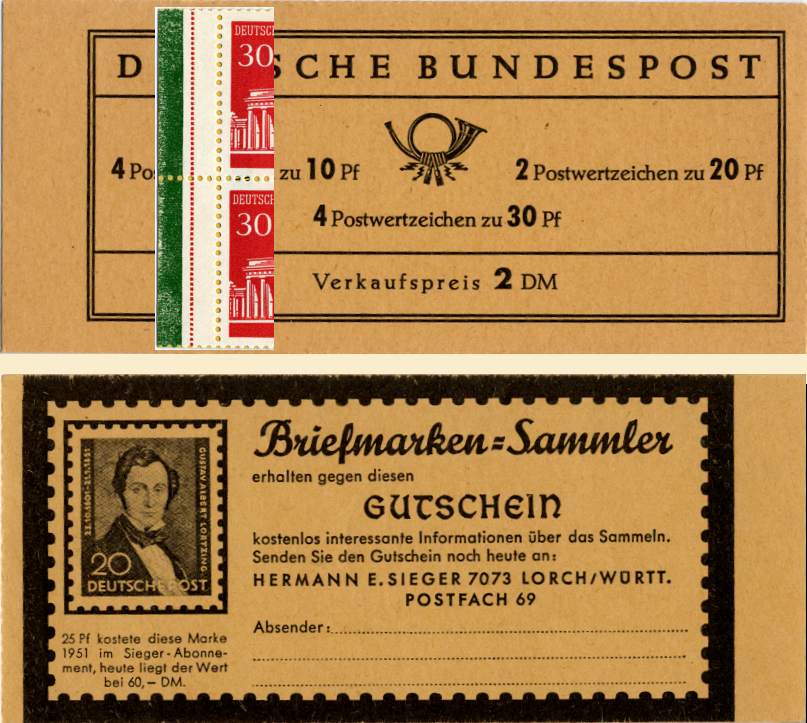 D SCHE BUNDESPOST
DEUTSC
30
4 Po zu 10 Pf
2 Postwertzeichen zu 20 Pf
DEUTSCH
30
4 Postwertzeichen zu 30 Pf
Verkaufspreis 2 DM
Briefmarken=Sammler
erhalten gegen diesen
GUTSCHEIN
kostenlos interessante Informationen über das Sammeln.
Senden Sie den Gutschein noch heute an:
HERMANN E. SIEGER 7073 LORCH/WÜRTT.
POSTFACH 69
Absender:
GUSTAV ALBERT LORTZING
20
DEUTSCHE POST
25 Pf kostete diese Marke
1951 im Sieger-Abonne-
ment, heute liegt der Wert
bei 60,— DM.